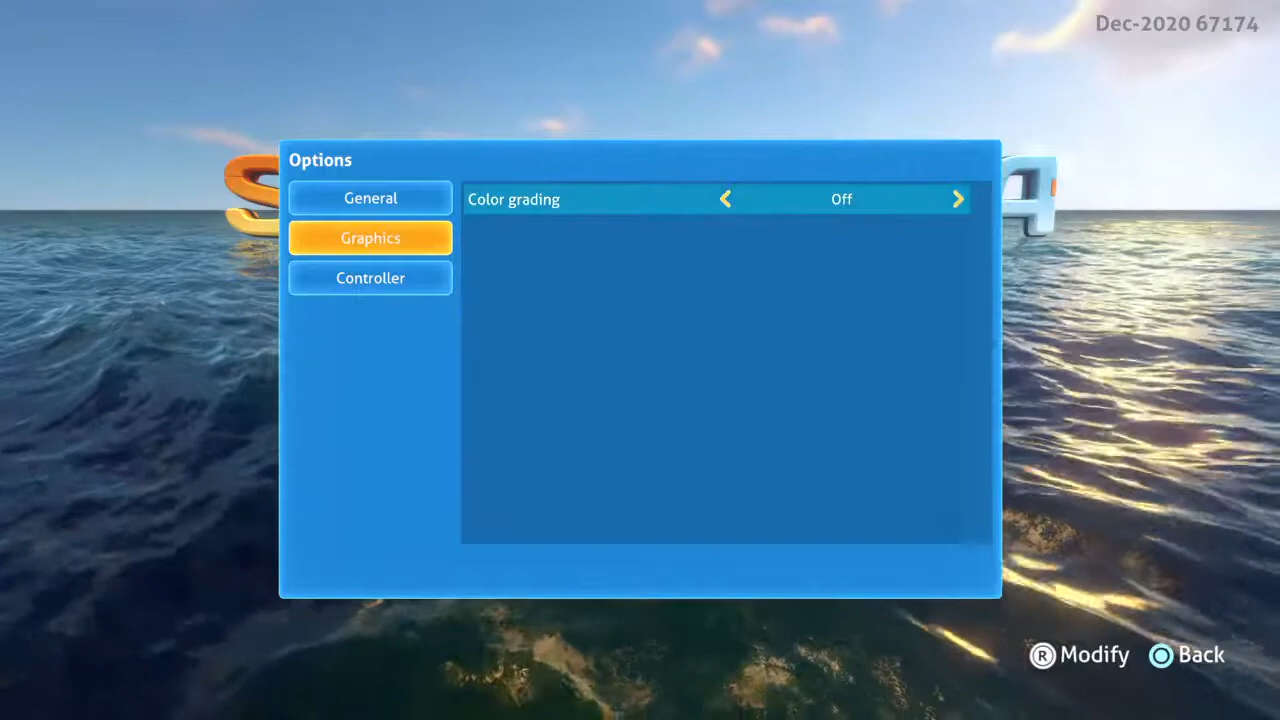 Dec-2020 67174
Options
General
Color grading
Off
Graphics
Controller
R Modify
Back